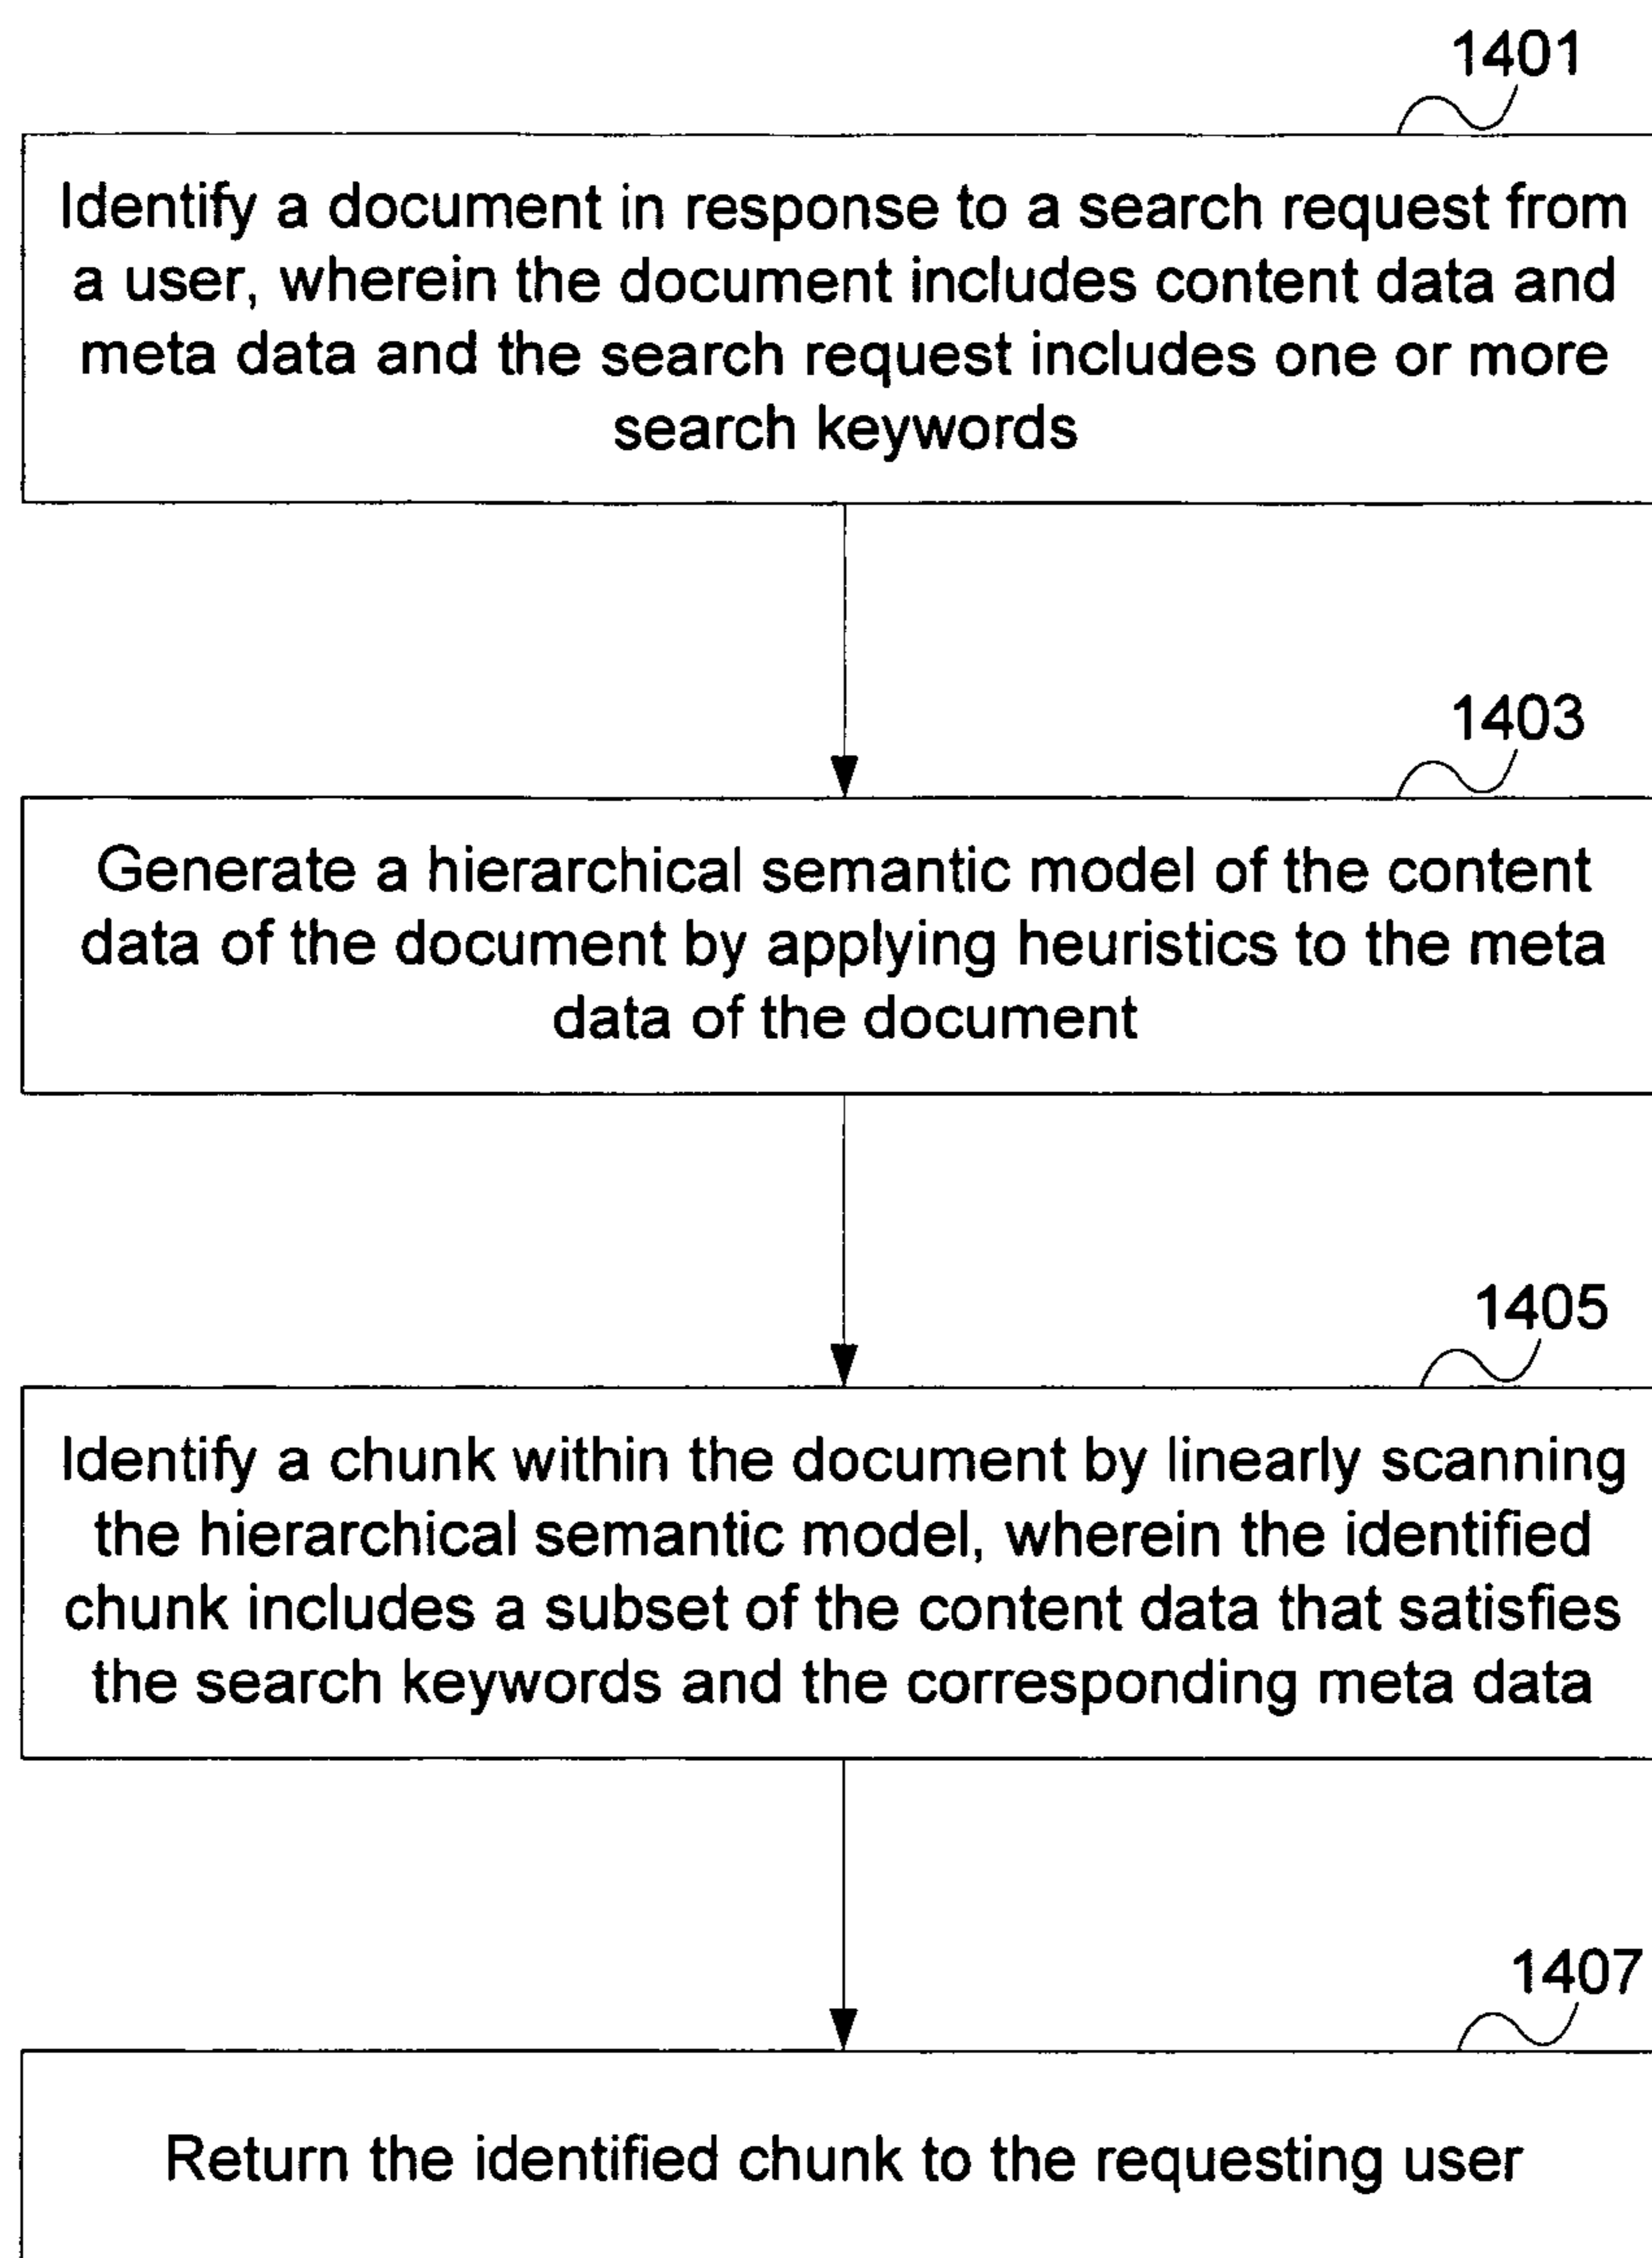 1401
Identify a document in response to a search request from
a user, wherein the document includes content data and
meta data and the search request includes one or more
search keywords
1403
Generate a hierarchical semantic model of the content
data of the document by applying heuristics to the meta
data of the document
1405
Identify a chunk within the document by linearly scanning
the hierarchical semantic model, wherein the identified
chunk includes a subset of the content data that satisfies
the search keywords and the corresponding meta data
1407
Return the identified chunk to the requesting user